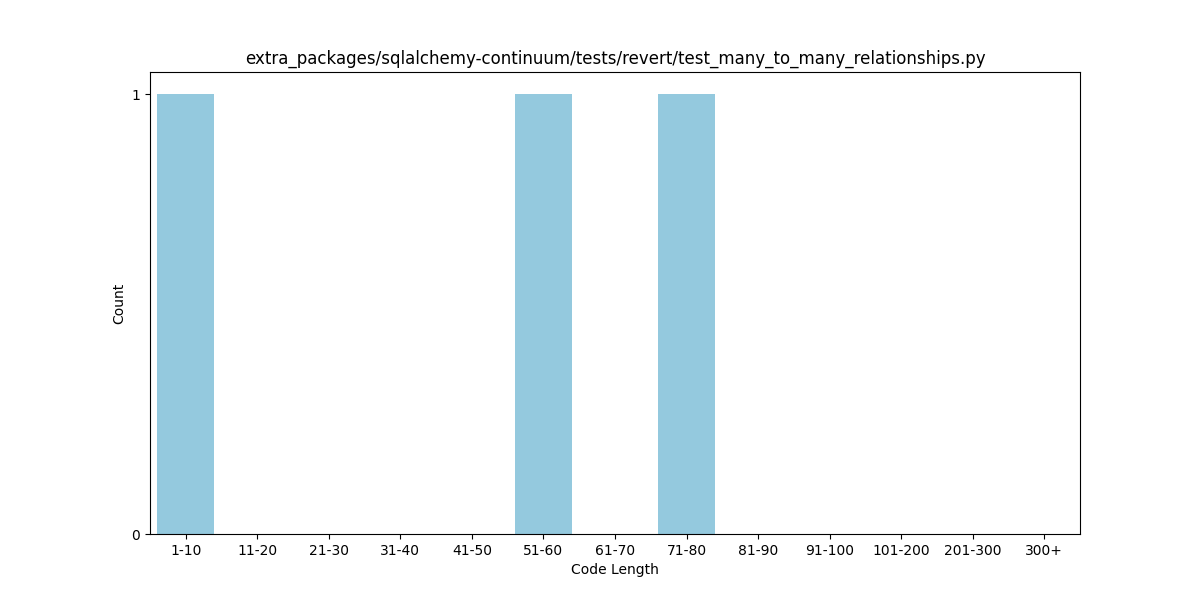 extra_packages/sqlalchemy-continuum/tests/revert/test_many_to_many_relationships.py
1
Count
0
1-10 11-20 21-30 31-40 41-50 51-60 61-70 71-80 81-90 91-100 101-200 201-300 300+
Code Length